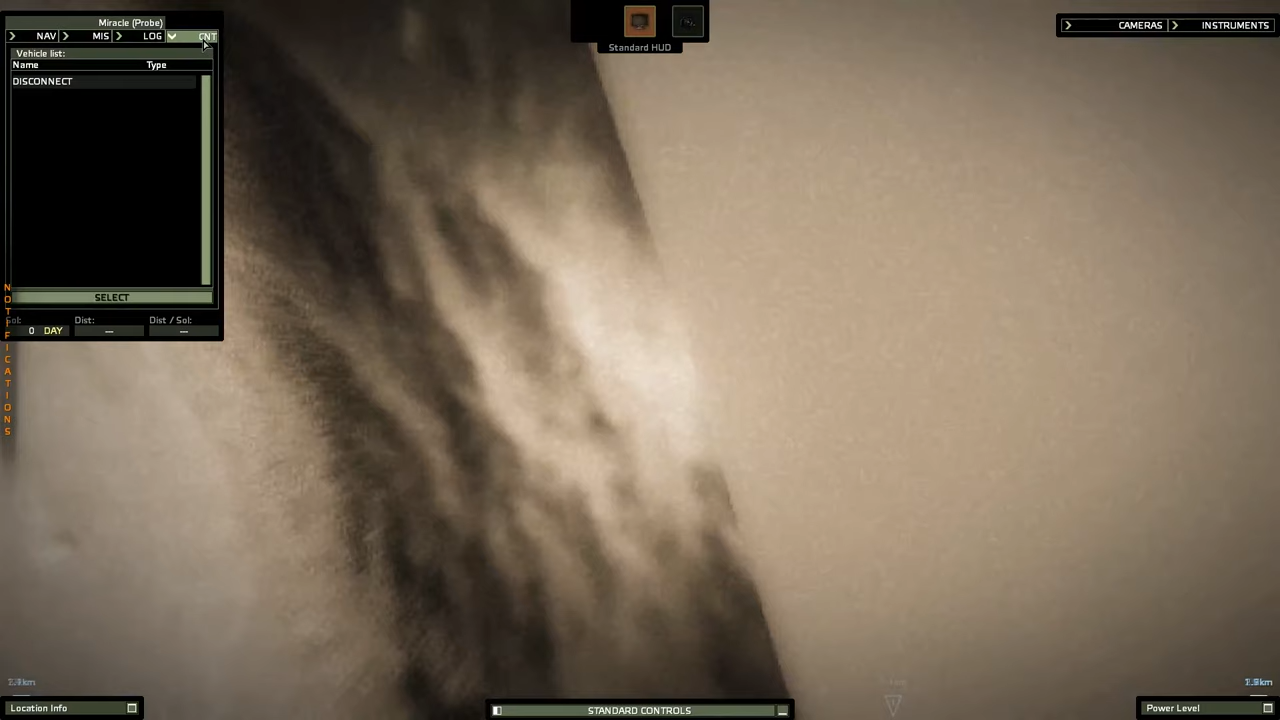 Miracle (Probe)
NAV MIS LOG CNT
Vehicle list:
Name Type
DISCONNECT
SELECT
Sol: Dist: Dist / Sol:
0 DAY — —
NOTIFICATIONS
Standard HUD
CAMERAS INSTRUMENTS
Location Info
STANDARD CONTROLS
Power Level